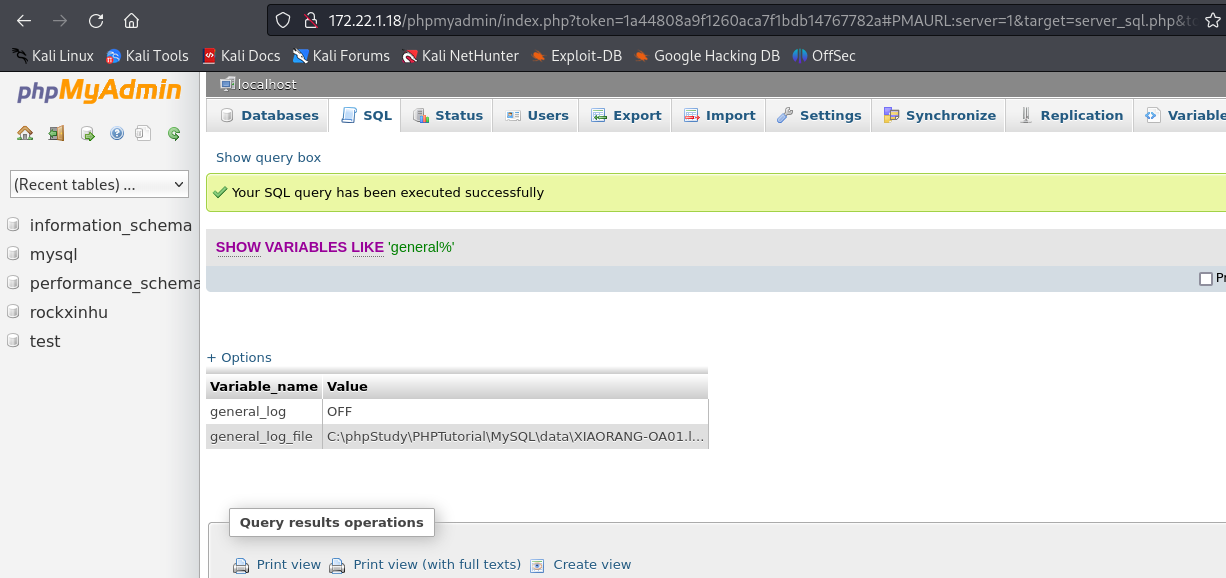 172.22.1.18/phpmyadmin/index.php?token=1a44808a9f1260aca7f1bdb14767782a#PMAURL:server=1&target=server_sql.php&to
Kali Linux Kali Tools Kali Docs Kali Forums Kali NetHunter Exploit-DB Google Hacking DB OffSec
phpMyAdmin
localhost
Databases SQL Status Users Export Import Settings Synchronize Replication Variable
Show query box
(Recent tables) ...
Your SQL query has been executed successfully
information_schema
mysql
performance_schema
rockxinhu
test
SHOW VARIABLES LIKE 'general%'
Pr
+ Options
Variable_name Value
general_log OFF
general_log_file C:\phpStudy\PHPTutorial\MySQL\data\XIAORANG-OA01.l...
Query results operations
Print view Print view (with full texts) Create view